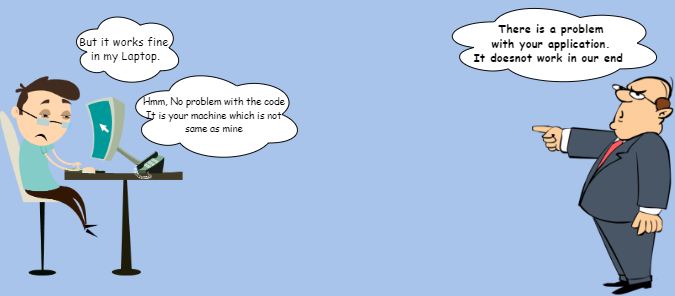 There is a problem
with your application.
It doesnot work in our end
But it works fine
in my Laptop.
Hmm, No problem with the code
It is your machine which is not
same as mine